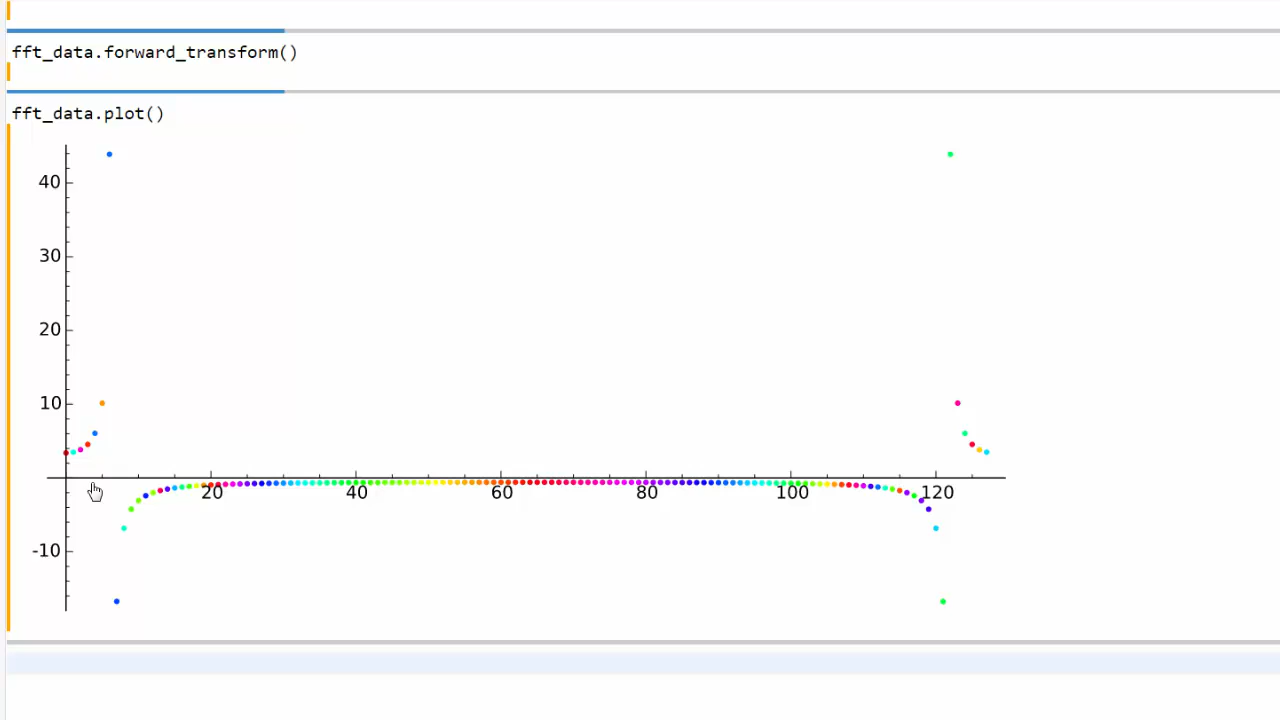 fft_data.forward_transform()
fft_data.plot()
40
30
20
10
20 40 60 80 100 120
-10